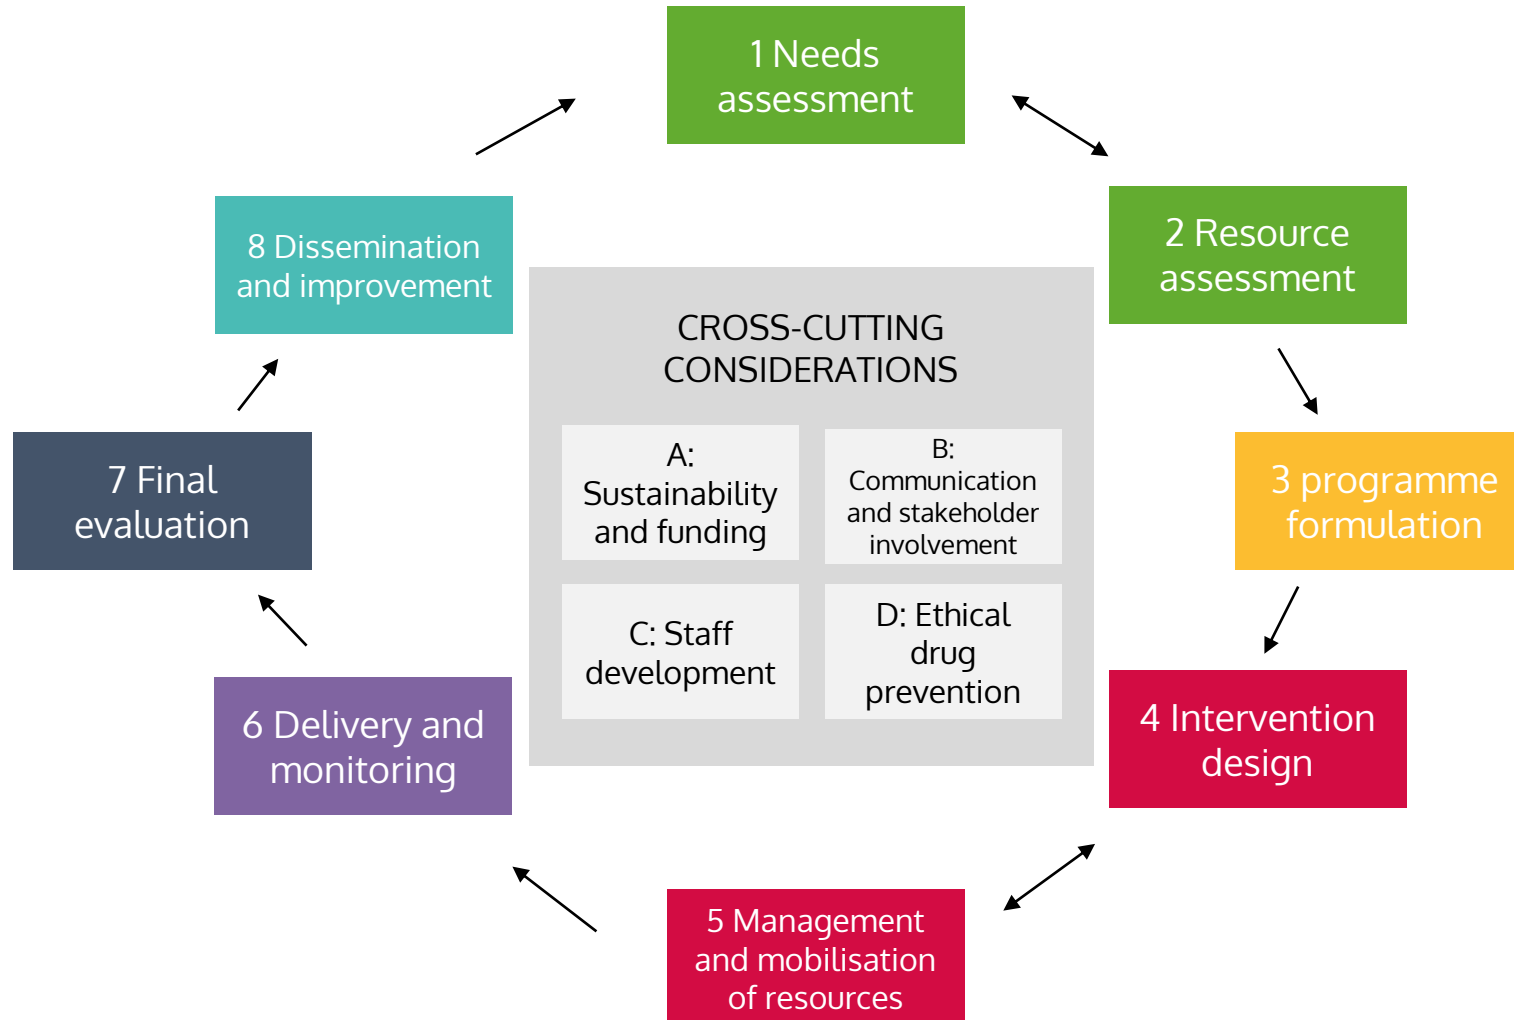 1 Needs
assessment
2 Resource
assessment
3 programme
formulation
4 Intervention
design
5 Management
and mobilisation
of resources
6 Delivery and
monitoring
7 Final
evaluation
8 Dissemination
and improvement
CROSS-CUTTING
CONSIDERATIONS
A:
Sustainability
and funding
B:
Communication
and stakeholder
involvement
C: Staff
development
D: Ethical
drug
prevention